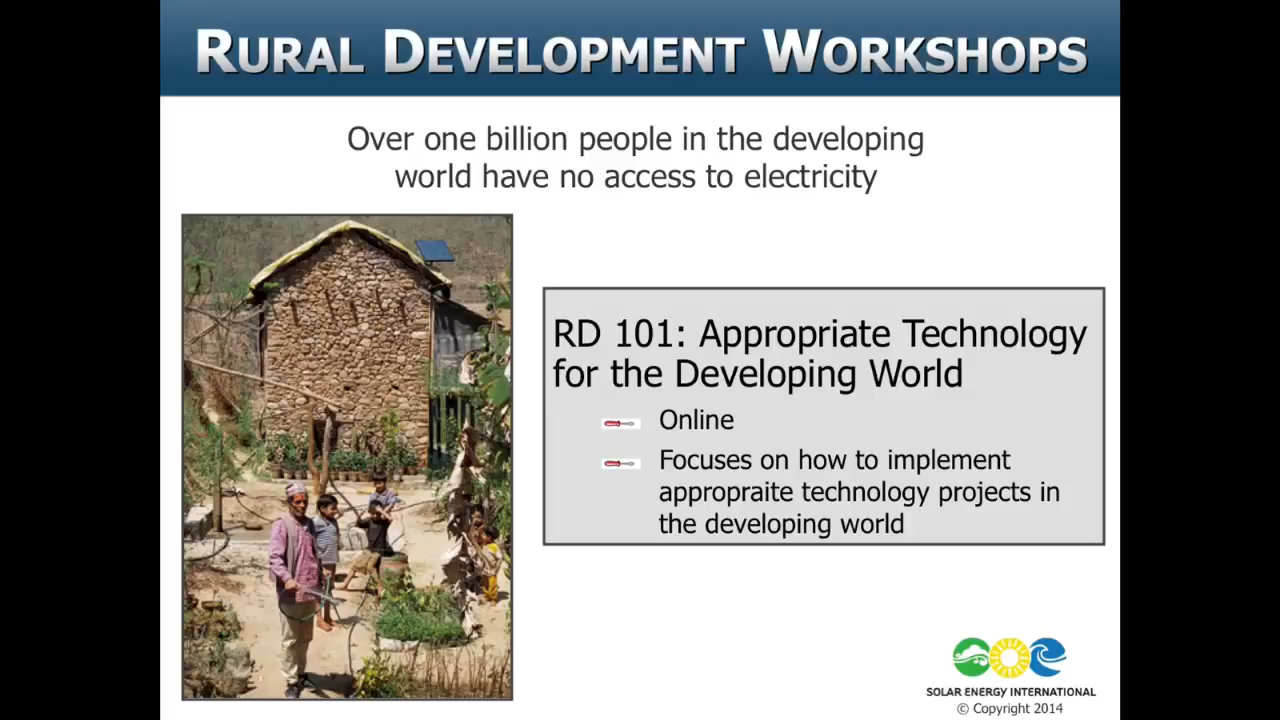 RURAL DEVELOPMENT WORKSHOPS
Over one billion people in the developing
world have no access to electricity
RD 101: Appropriate Technology
for the Developing World
Online
Focuses on how to implement
appropraite technology projects in
the developing world
SOLAR ENERGY INTERNATIONAL
© Copyright 2014